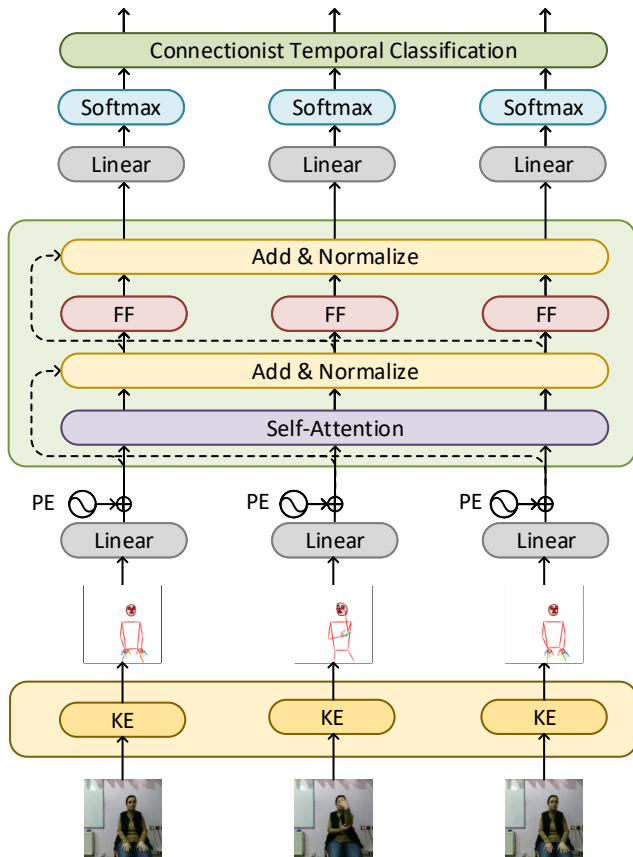 Connectionist Temporal Classification
Softmax Softmax Softmax
Linear Linear Linear
Add & Normalize
FF FF FF
Add & Normalize
Self-Attention
PE PE PE
Linear Linear Linear
KE KE KE